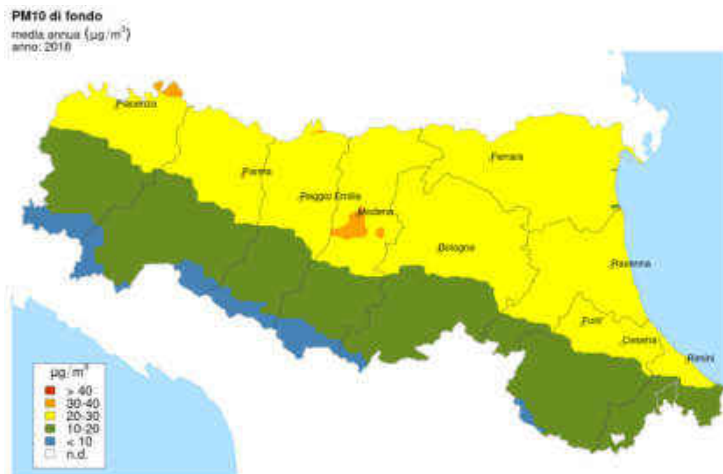 PM10 di fondo
media annua (µg/m³)
anno: 2018
Piacenza
Parma
Reggio Emilia
Modena
Ferrara
Bologna
Ravenna
Forlì
Cesena
Rimini
µg/m³
> 40
30-40
20-30
10-20
< 10
n.d.